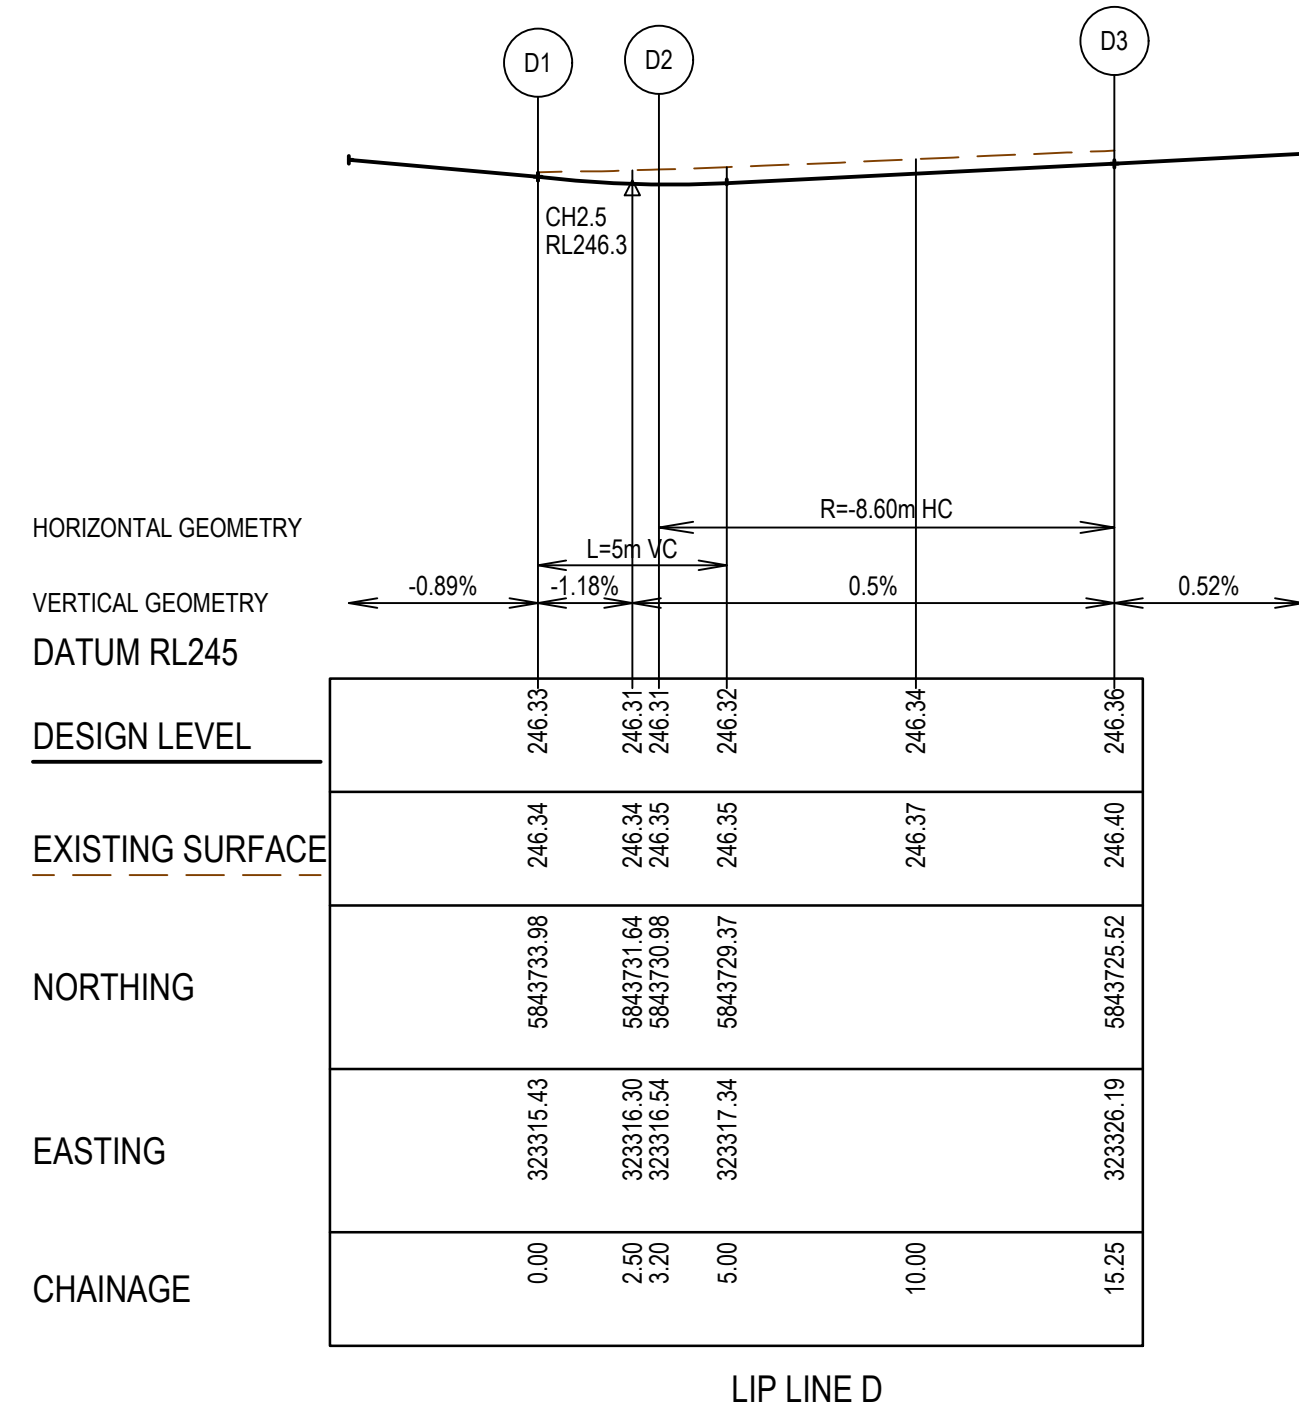 D1
D2
D3
CH2.5
RL246.3
HORIZONTAL GEOMETRY
R=-8.60m HC
L=5m VC
VERTICAL GEOMETRY
-0.89%
-1.18%
0.5%
0.52%
DATUM RL245
DESIGN LEVEL
246.33
246.31
246.31
246.32
246.34
246.36
EXISTING SURFACE
246.34
246.34
246.35
246.35
246.37
246.40
NORTHING
5843733.98
5843731.64
5843730.98
5843729.37
5843725.52
EASTING
323315.43
323316.30
323316.54
323317.34
323326.19
CHAINAGE
0.00
2.50
3.20
5.00
10.00
15.25
LIP LINE D